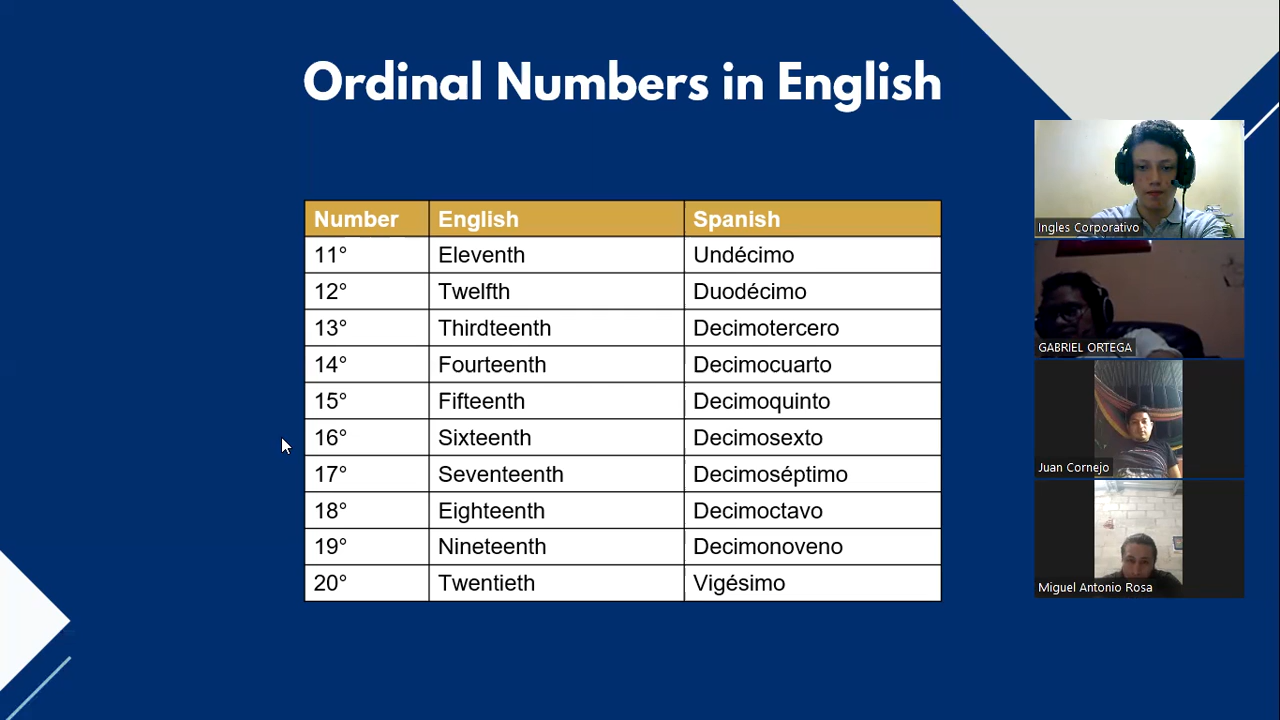 Ordinal Numbers in English
Number English Spanish
11° Eleventh Undécimo
12° Twelfth Duodécimo
13° Thirdteenth Decimotercero
14° Fourteenth Decimocuarto
15° Fifteenth Decimoquinto
16° Sixteenth Decimosexto
17° Seventeenth Decimoséptimo
18° Eighteenth Decimoctavo
19° Nineteenth Decimonoveno
20° Twentieth Vigésimo
Ingles Corporativo
GABRIEL ORTEGA
Juan Cornejo
Miguel Antonio Rosa